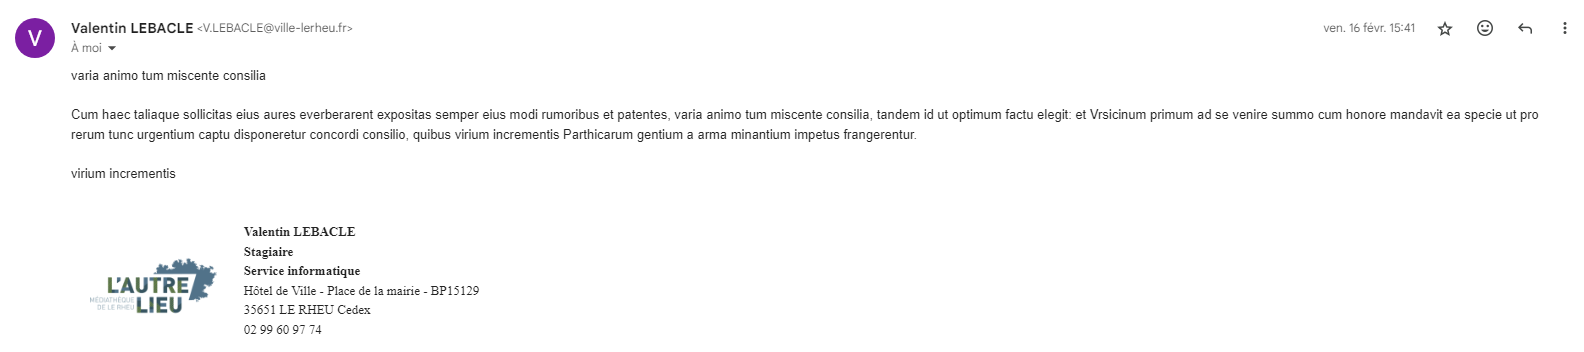 V
Valentin LEBACLE <V.LEBACLE@ville-lerheu.fr>
ven. 16 févr. 15:41
À moi
varia animo tum miscente consilia
Cum haec taliaque sollicitas eius aures everberarent expositas semper eius modi rumoribus et patentes, varia animo tum miscente consilia, tandem id ut optimum factu elegit: et Vrsicinum primum ad se venire summo cum honore mandavit ea specie ut pro
rerum tunc urgentium captu disponeretur concordi consilio, quibus virium incrementis Parthicarum gentium a arma minantium impetus frangerentur.
virium incrementis
L'AUTRE
LIEU
MÉDIATHÈQUE
DE LE RHEU
Valentin LEBACLE
Stagiaire
Service informatique
Hôtel de Ville - Place de la mairie - BP15129
35651 LE RHEU Cedex
02 99 60 97 74